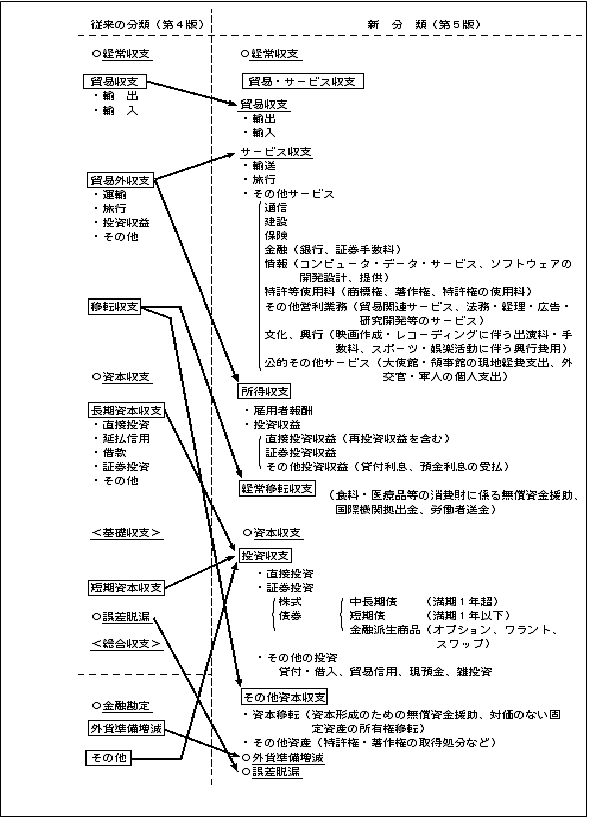 従来の分類（第４版）
○経常収支
貿易収支
・輸　出
・輸　入
貿易外収支
・運輸
・旅行
・投資収益
・その他
移転収支
○資本収支
長期資本収支
・直接投資
・延払信用
・借款
・証券投資
・その他
＜基礎収支＞
短期資本収支
○誤差脱漏
＜総合収支＞
○金融勘定
外貨準備増減
その他
新　分　類（第５版）
○経常収支
貿易・サービス収支
貿易収支
・輸出
・輸入
サービス収支
・輸送
・旅行
・その他サービス
通信
建設
保険
金融（銀行、証券手数料）
情報（コンピュータ・データ・サービス、ソフトウェアの
開発設計、提供）
特許等使用料（商標権、著作権、特許権の使用料）
その他営利業務（貿易関連サービス、法務・経理・広告・
研究開発等のサービス）
文化、興行（映画作成・レコーディングに伴う出演料・手
数料、スポーツ・娯楽活動に伴う興行費用）
公的その他サービス（大使館・領事館の現地経費支出、外
交官・軍人の個人支出）
所得収支
・雇用者報酬
・投資収益
直接投資収益（再投資収益を含む）
証券投資収益
その他投資収益（貸付利息、預金利息の受払）
経常移転収支
（食料・医療品等の消費財に係る無償資金援助、
国際機関拠出金、労働者送金）
○資本収支
投資収支
・直接投資
・証券投資
株式
債券
中長期債　（満期１年超）
短期債　（満期１年以下）
金融派生商品（オプション、ワラント、
スワップ）
・その他の投資
貸付・借入、貿易信用、現預金、雑投資
その他資本収支
・資本移転（資本形成のための無償資金援助、対価のない固
定資産の所有権移転）
・その他資産（特許権・著作権の取得処分など）
○外貨準備増減
○誤差脱漏